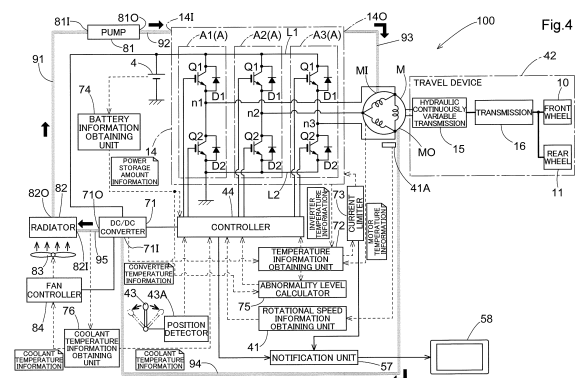 Fig.4
100
81I
PUMP
81O
81
92
14I
A1(A)
A2(A)
L1
A3(A)
14O
93
42
TRAVEL DEVICE
91
4
Q1
Q1
Q1
D1
D1
D1
MI
M
10
74
BATTERY INFORMATION OBTAINING UNIT
n1
n2
n3
HYDRAULIC CONTINUOUSLY VARIABLE TRANSMISSION
15
TRANSMISSION
16
FRONT WHEEL
MO
REAR WHEEL
11
14
Q2
Q2
Q2
D2
D2
D2
L2
41A
POWER STORAGE AMOUNT INFORMATION
82O
82
71O
71
44
RADIATOR
DC/DC CONVERTER
CONTROLLER
INVERTER TEMPERATURE INFORMATION
73
CURRENT LIMITER
72
MOTOR TEMPERATURE INFORMATION
82I
95
71I
83
CONVERTER TEMPERATURE INFORMATION
TEMPERATURE INFORMATION OBTAINING UNIT
FAN CONTROLLER
84
43
43A
75
ABNORMALITY LEVEL CALCULATOR
76
COOLANT TEMPERATURE INFORMATION OBTAINING UNIT
POSITION DETECTOR
ROTATIONAL SPEED INFORMATION OBTAINING UNIT
41
58
COOLANT TEMPERATURE INFORMATION
COOLANT TEMPERATURE INFORMATION
94
NOTIFICATION UNIT
57